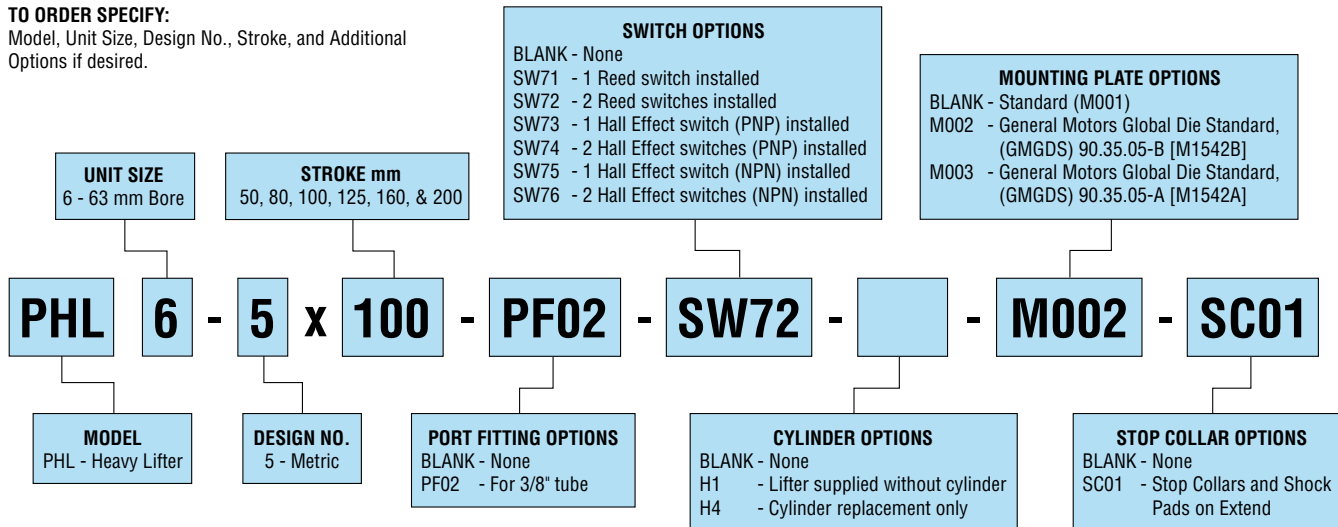 TO ORDER SPECIFY:
Model, Unit Size, Design No., Stroke, and Additional
Options if desired.
SWITCH OPTIONS
BLANK - None
SW71 - 1 Reed switch installed
SW72 - 2 Reed switches installed
SW73 - 1 Hall Effect switch (PNP) installed
SW74 - 2 Hall Effect switches (PNP) installed
SW75 - 1 Hall Effect switch (NPN) installed
SW76 - 2 Hall Effect switches (NPN) installed
MOUNTING PLATE OPTIONS
BLANK - Standard (M001)
M002 - General Motors Global Die Standard,
(GMGDS) 90.35.05-B [M1542B]
M003 - General Motors Global Die Standard,
(GMGDS) 90.35.05-A [M1542A]
UNIT SIZE
6 - 63 mm Bore
STROKE mm
50, 80, 100, 125, 160, & 200
PHL 6 - 5 x 100 - PF02 - SW72 - - M002 - SC01
MODEL
PHL - Heavy Lifter
DESIGN NO.
5 - Metric
PORT FITTING OPTIONS
BLANK - None
PF02 - For 3/8" tube
CYLINDER OPTIONS
BLANK - None
H1 - Lifter supplied without cylinder
H4 - Cylinder replacement only
STOP COLLAR OPTIONS
BLANK - None
SC01 - Stop Collars and Shock
Pads on Extend